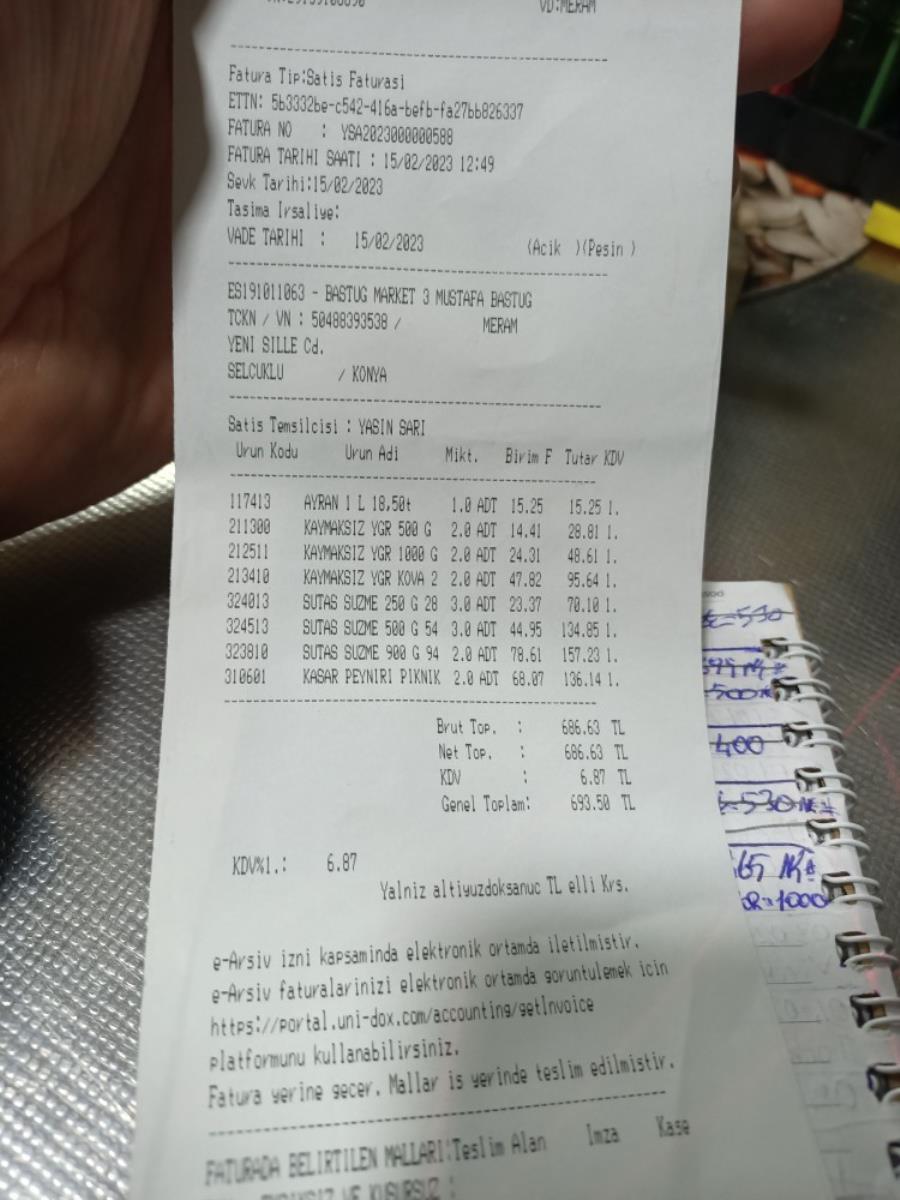 VD:MERAM
Fatura Tip:Satis Faturasi
ETTN: 5b3332be-c542-416a-befb-fa27bb826337
FATURA NO : YSA2023000000588
FATURA TARIHI SAATI : 15/02/2023 12:49
Sevk Tarihi:15/02/2023
Tasima Irsaliye:
VADE TARIHI : 15/02/2023 (Acik )(Pesin )
ES191011063 - BASTUG MARKET 3 MUSTAFA BASTUG
TCKN / VN : 50488393538 / MERAM
YENI SILLE Cd.
SELCUKLU / KONYA
Satis Temsilcisi : YASIN SARI
Urun Kodu Urun Adi Mikt. Birim F Tutar KDV
117413 AYRAN 1 L 18,50t 1.0 ADT 15.25 15.25 1.
211300 KAYMAKSIZ YGR 500 G 2.0 ADT 14.41 28.81 1.
212511 KAYMAKSIZ YGR 1000 G 2.0 ADT 24.31 48.61 1.
213410 KAYMAKSIZ YGR KOVA 2 2.0 ADT 47.82 95.64 1.
324013 SUTAS SUZME 250 G 28 3.0 ADT 23.37 70.10 1.
324513 SUTAS SUZME 500 G 54 3.0 ADT 44.95 134.85 1.
323810 SUTAS SUZME 900 G 94 2.0 ADT 78.61 157.23 1.
310601 KASAR PEYNIRI PIKNIK 2.0 ADT 68.07 136.14 1.
Brut Top. : 686.63 TL
Net Top. : 686.63 TL
KDV : 6.87 TL
Genel Toplam: 693.50 TL
KDV%1.: 6.87
Yalniz altiyuzdoksanuc TL elli Krs.
e-Arsiv izni kapsaminda elektronik ortamda iletilmistir.
e-Arsiv faturalarinizi elektronik ortamda goruntulemek icin
https://portal.uni-dox.com/accounting/getInvoice
platformunu kullanabilirsiniz.
Fatura yerine gecer. Mallar is yerinde teslim edilmistir.
FATURADA BELIRTILEN MALLARI:Teslim Alan Imza Kase
VE KUSURSUZ :
530
500
400
530
65
1000